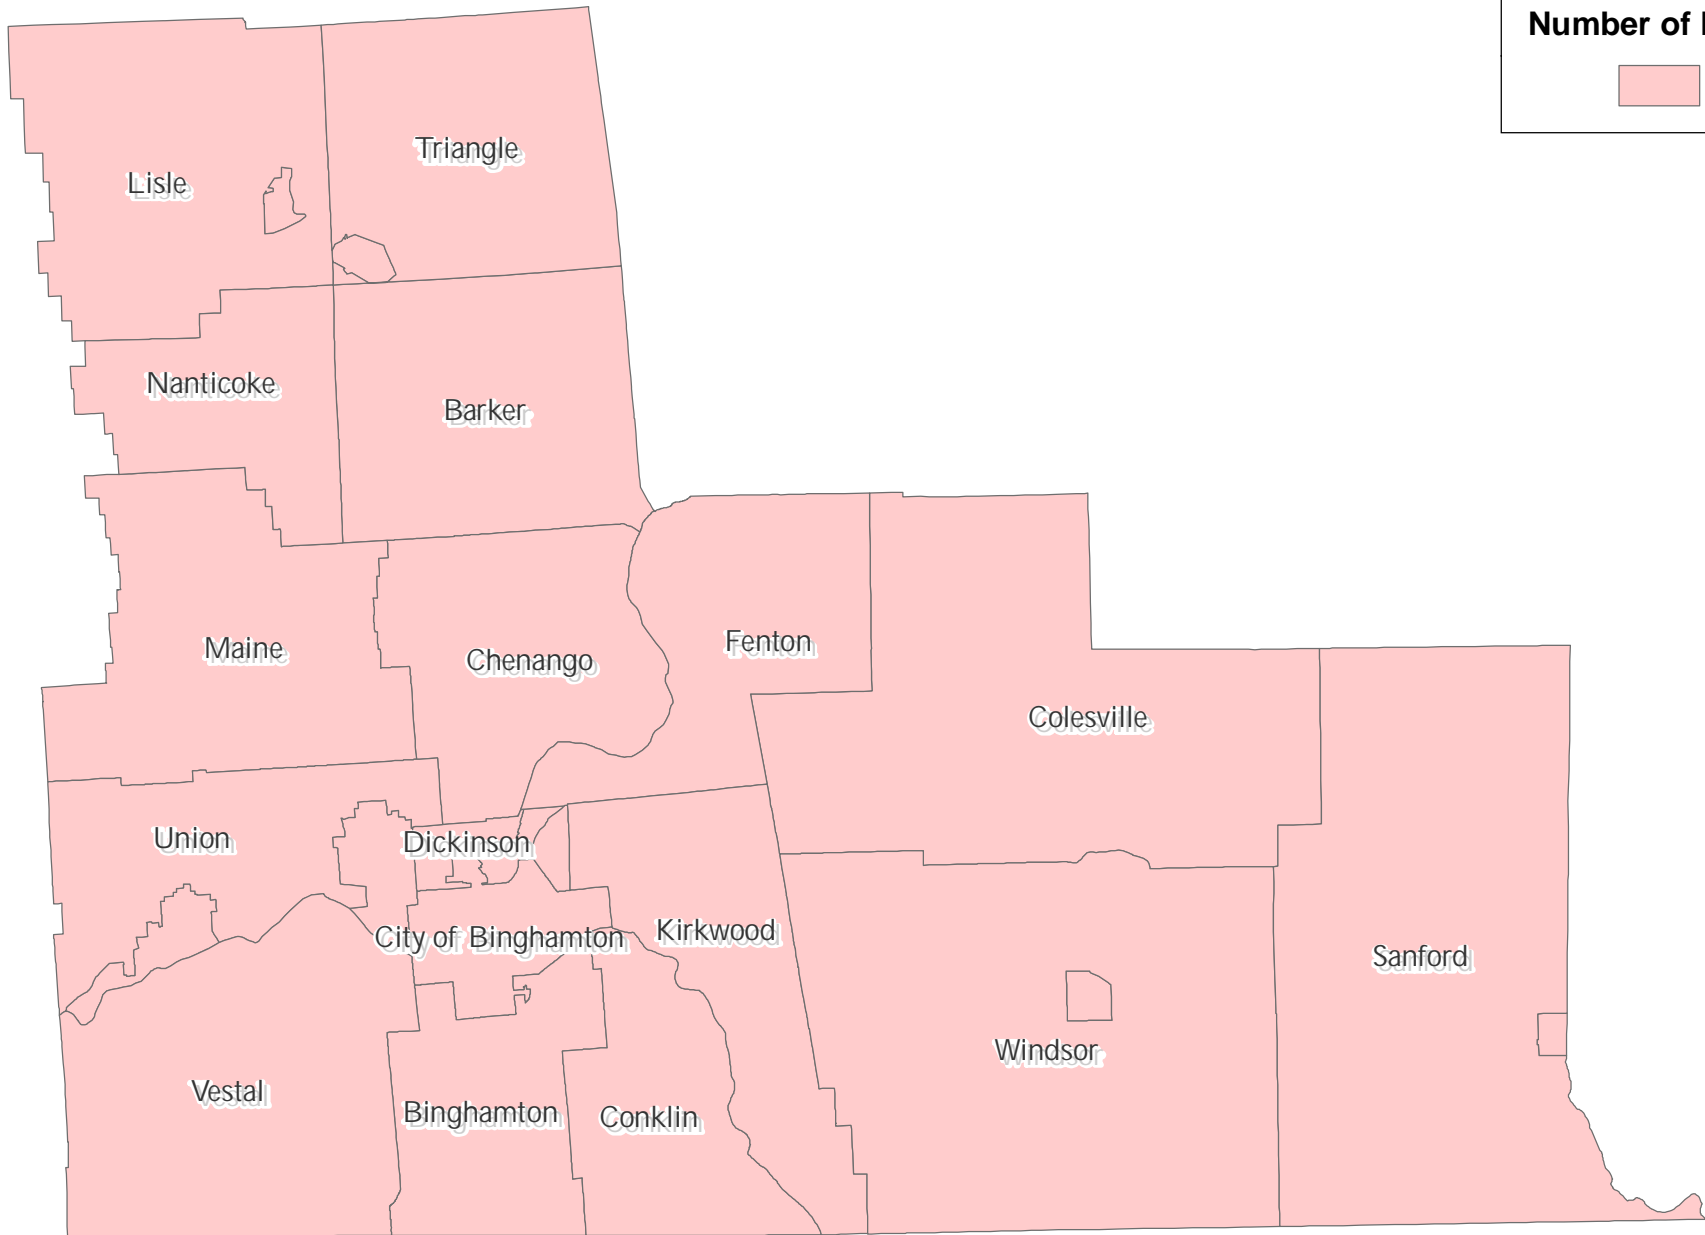 Number of
Triangle
Lisle
Nanticoke
Barker
Maine
Chenango
Fenton
Colesville
Union
Dickinson
City of Binghamton
Kirkwood
Sanford
Windsor
Vestal
Binghamton
Conklin